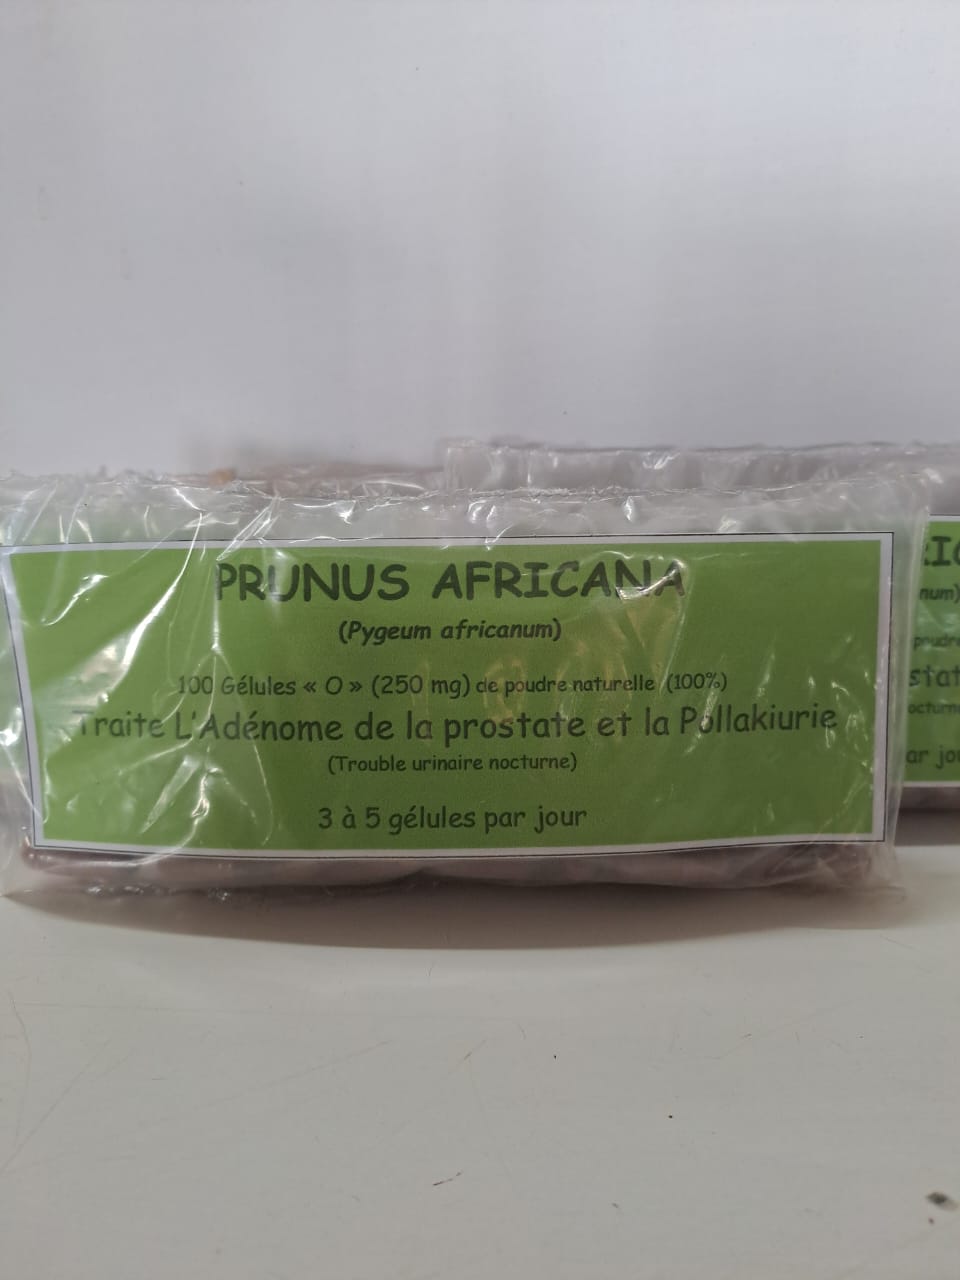 PRUNUS AFRICANA
(Pygeum africanum)
100 Gélules « O » (250 mg) de poudre naturelle (100%)
Traite L'Adénome de la prostate et la Pollakiurie
(Trouble urinaire nocturne)
3 à 5 gélules par jour